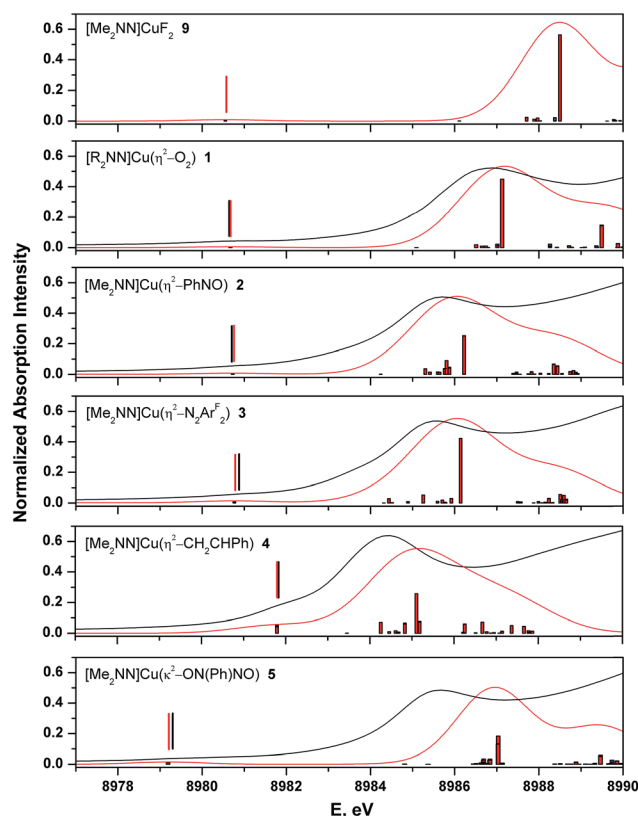 [Me₂NN]CuF₂ 9
0.6
0.4
0.2
0.0
[R₂NN]Cu(η²–O₂) 1
0.6
0.4
0.2
0.0
[Me₂NN]Cu(η²–PhNO) 2
0.6
0.4
0.2
0.0
[Me₂NN]Cu(η²–N₂Arᶠ₂) 3
0.6
0.4
0.2
0.0
[Me₂NN]Cu(η²–CH₂CHPh) 4
0.6
0.4
0.2
0.0
[Me₂NN]Cu(κ²–ON(Ph)NO) 5
0.6
0.4
0.2
0.0
Normalized Absorption Intensity
8978 8980 8982 8984 8986 8988 8990
E. eV